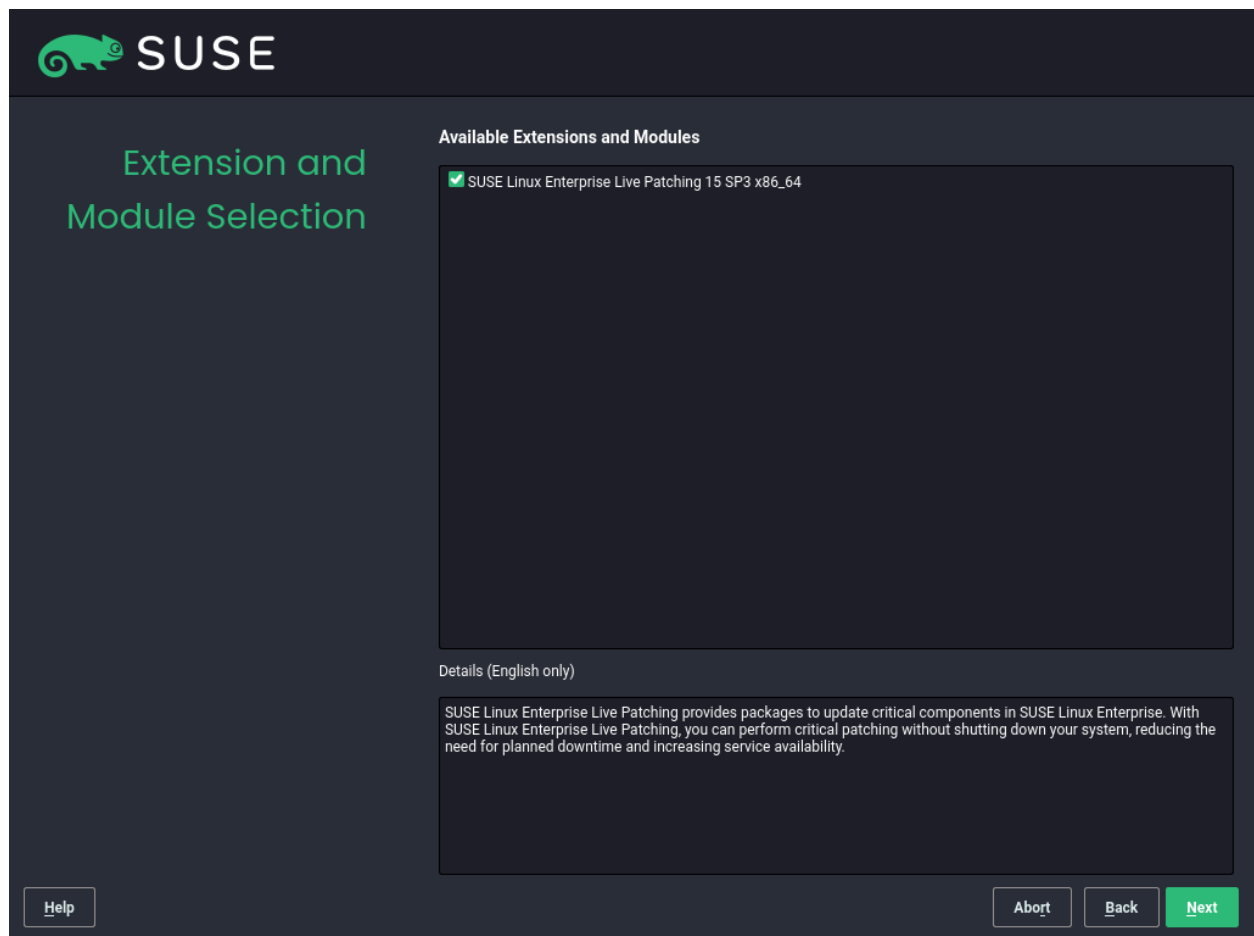 SUSE
Extension and
Module Selection
Available Extensions and Modules
SUSE Linux Enterprise Live Patching 15 SP3 x86_64
Details (English only)
SUSE Linux Enterprise Live Patching provides packages to update critical components in SUSE Linux Enterprise. With
SUSE Linux Enterprise Live Patching, you can perform critical patching without shutting down your system, reducing the
need for planned downtime and increasing service availability.
Help
Abort
Back
Next